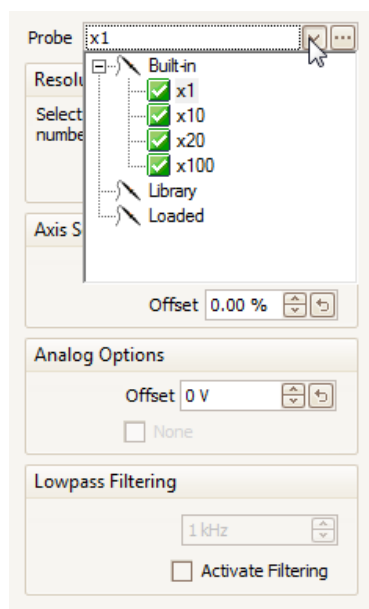 Probe x1
Built-in
Resolu
x1
Select
x10
numbe
x20
x100
Library
Loaded
Axis S
Offset 0.00 %
Analog Options
Offset 0 V
None
Lowpass Filtering
1 kHz
Activate Filtering